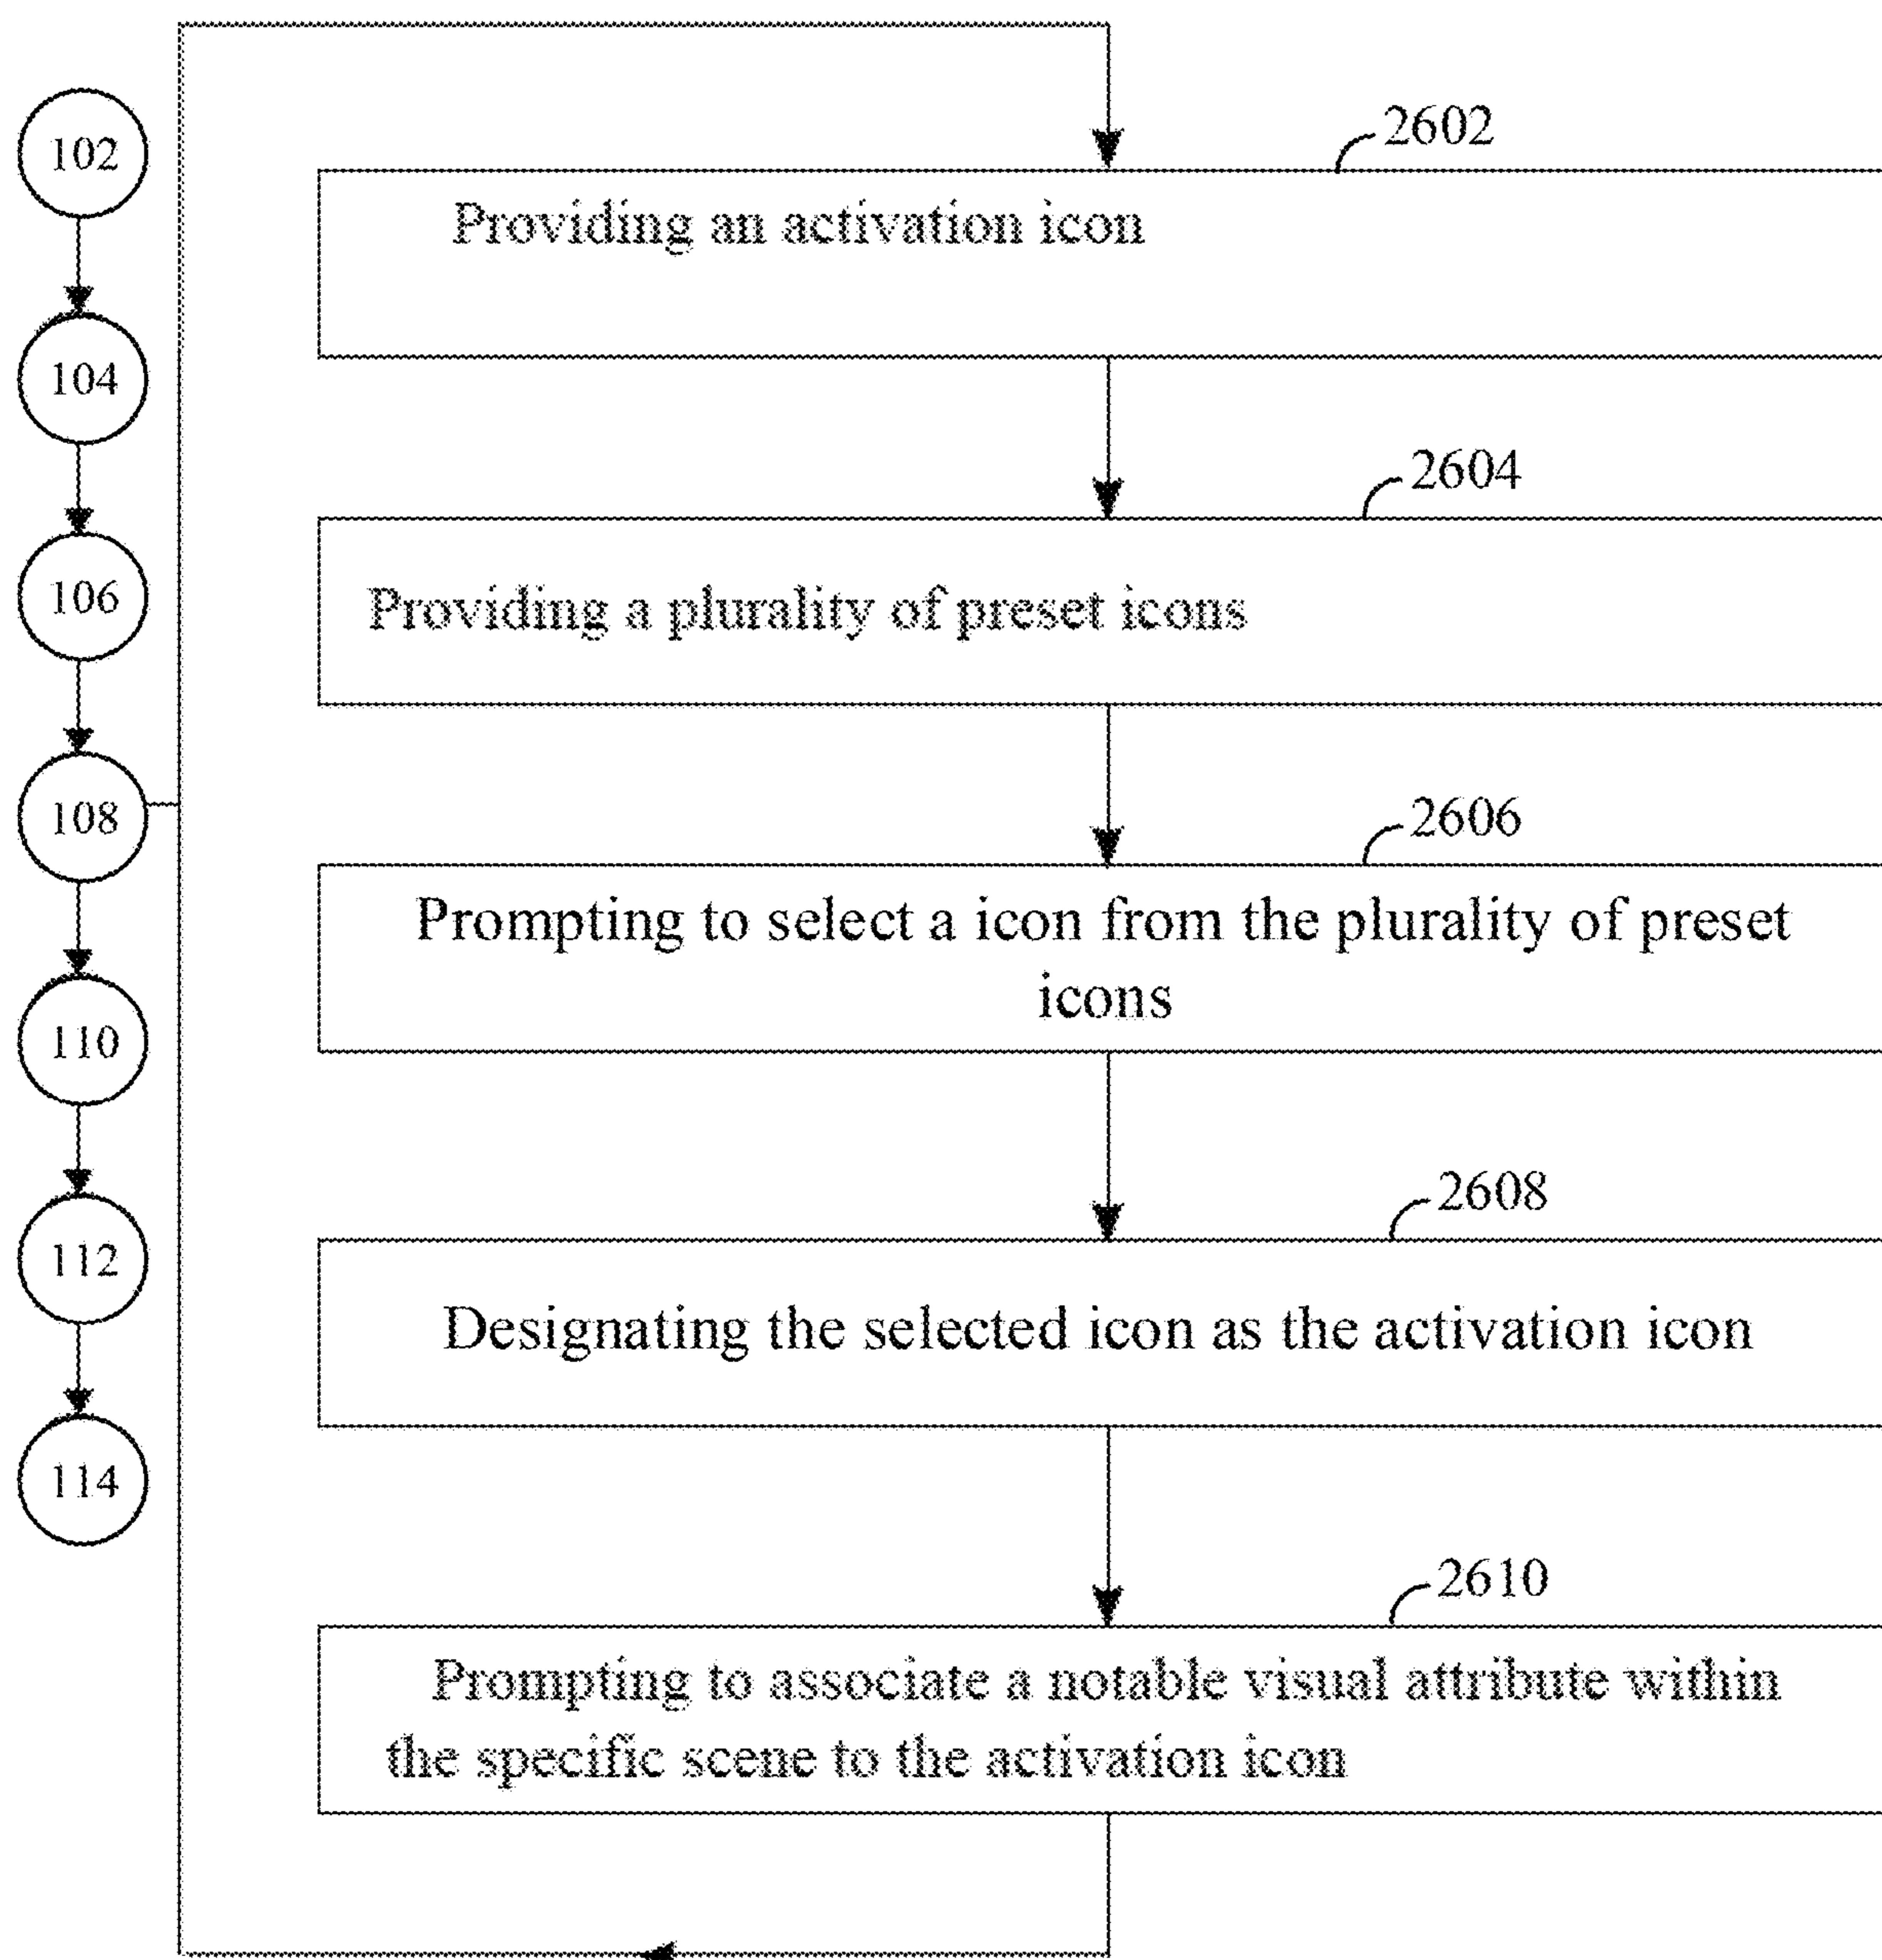 102
104
106
108
110
112
114
2602
Providing an activation icon
2604
Providing a plurality of preset icons
2606
Prompting to select a icon from the plurality of preset
icons
2608
Designating the selected icon as the activation icon
2610
Prompting to associate a notable visual attribute within
the specific scene to the activation icon